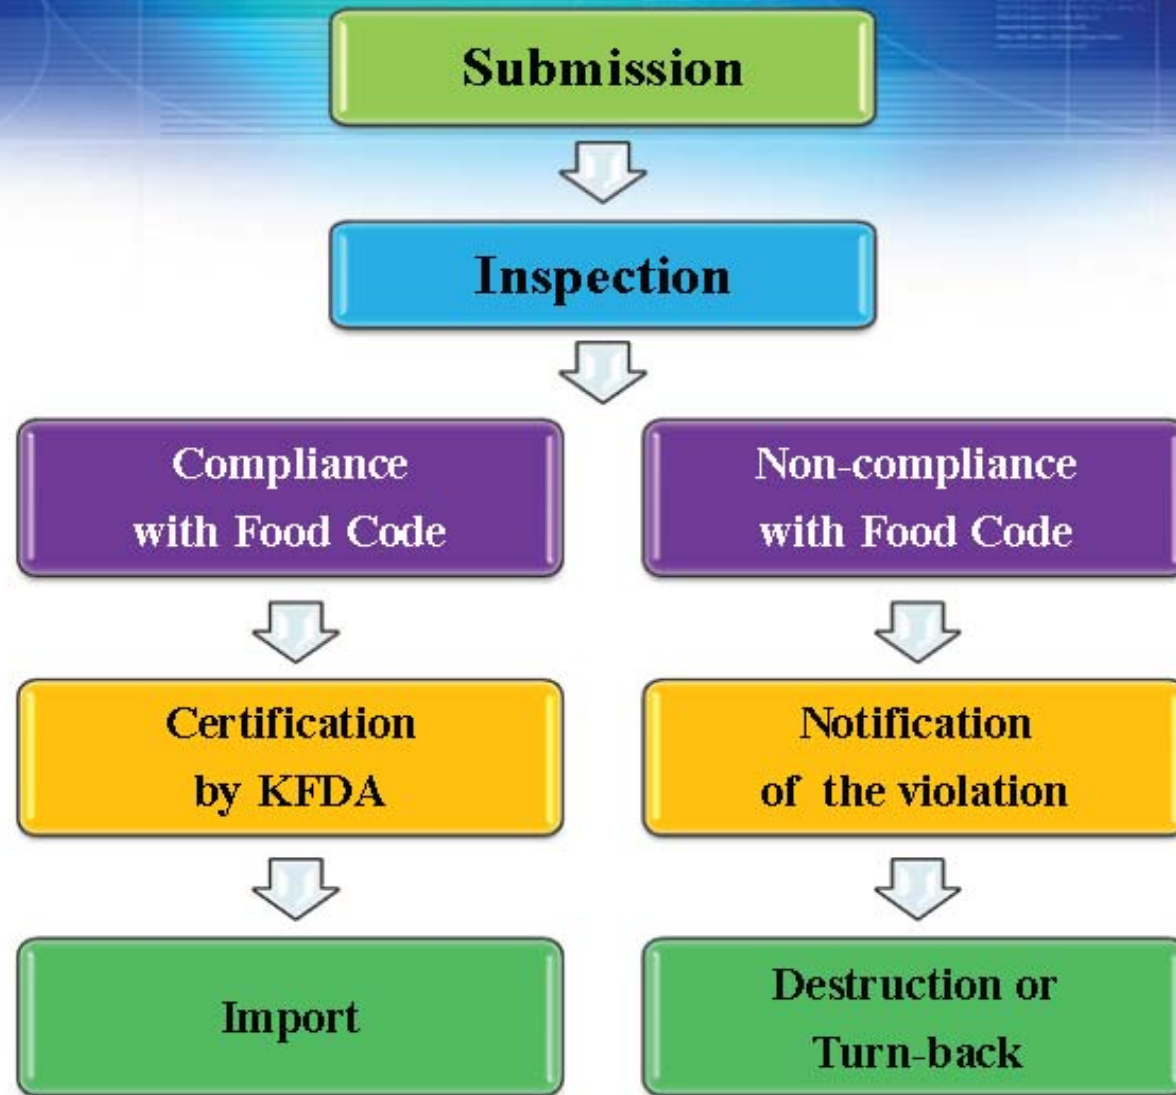 Submission
Inspection
Compliance
with Food Code
Non-compliance
with Food Code
Certification
by KFDA
Notification
of the violation
Import
Destruction or
Turn-back